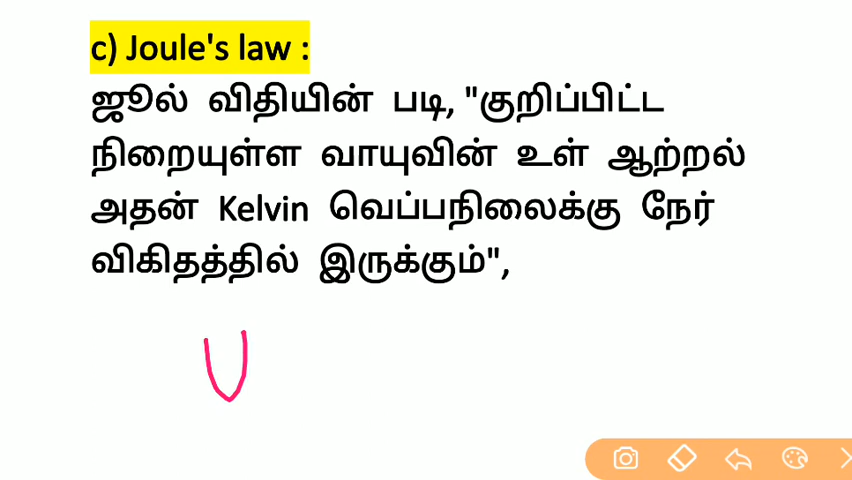 c) Joule's law :
ஜூல் விதியின் படி, "குறிப்பிட்ட
நிறையுள்ள வாயுவின் உள் ஆற்றல்
அதன் Kelvin வெப்பநிலைக்கு நேர்
விகிதத்தில் இருக்கும்",
U